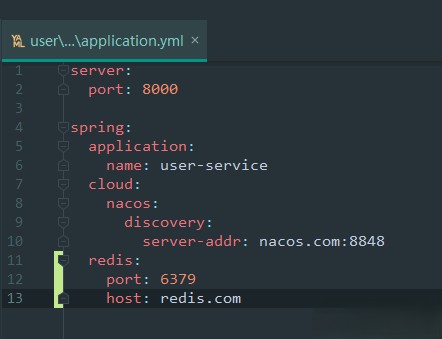 YA
ML
user\...\application.yml ×
1 server:
2   port: 8000
3
4 spring:
5   application:
6     name: user-service
7   cloud:
8     nacos:
9       discovery:
10         server-addr: nacos.com:8848
11   redis:
12     port: 6379
13     host: redis.com